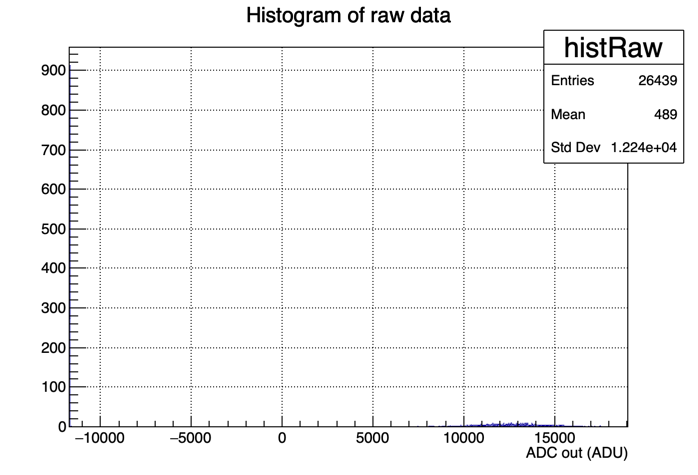 Histogram of raw data
histRaw
Entries 26439
Mean 489
Std Dev 1.224e+04
900
800
700
600
500
400
300
200
100
0
−10000 −5000 0 5000 10000 15000
ADC out (ADU)